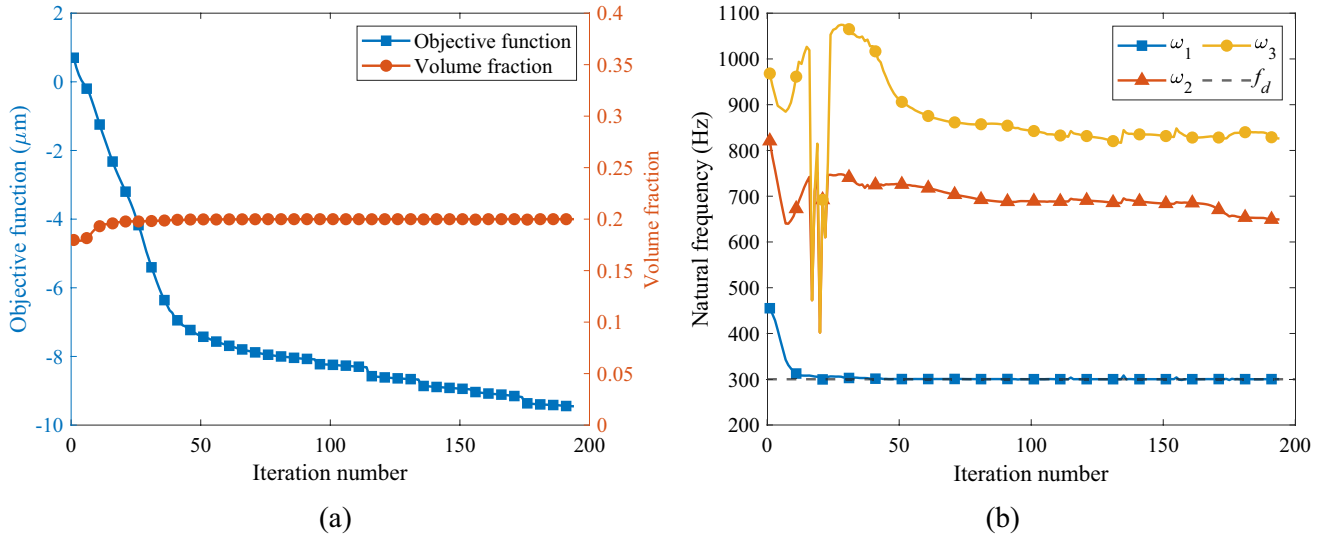 2
0
-2
-4
-6
-8
-10
Objective function (μm)
0.4
0.35
0.3
0.25
0.2
0.15
0.1
0.05
0
Volume fraction
Objective function
Volume fraction
0 50 100 150 200
Iteration number
(a)
1100
1000
900
800
700
600
500
400
300
200
Natural frequency (Hz)
ω1 ω3
ω2 fd
0 50 100 150 200
Iteration number
(b)